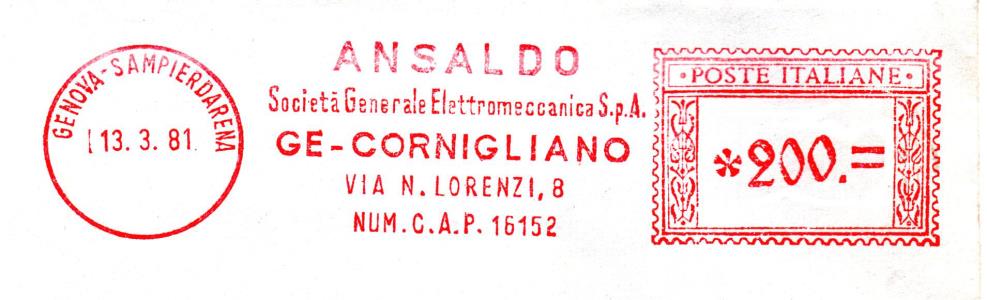 GENOVA-SAMPIERDARENA
13. 3. 81.
ANSALDO
Società Generale Elettromeccanica S.p.A.
GE-CORNIGLIANO
VIA N. LORENZI, 8
NUM. C.A.P. 16152
·POSTE ITALIANE·
*200.=